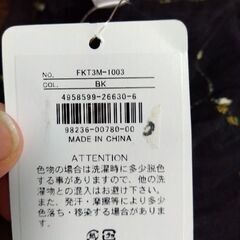 NO. FKT3M-1003
COL. BK
4958599-26630-6
98236-00780-00
MADE IN CHINA
ATTENTION
色物の場合は洗濯時に多少脱色
する事がありますので、他の洗
濯物との混入はお避け下さい。
また、発汗・摩擦等により多少
色落ち・移染する場合があります
紙
プラ